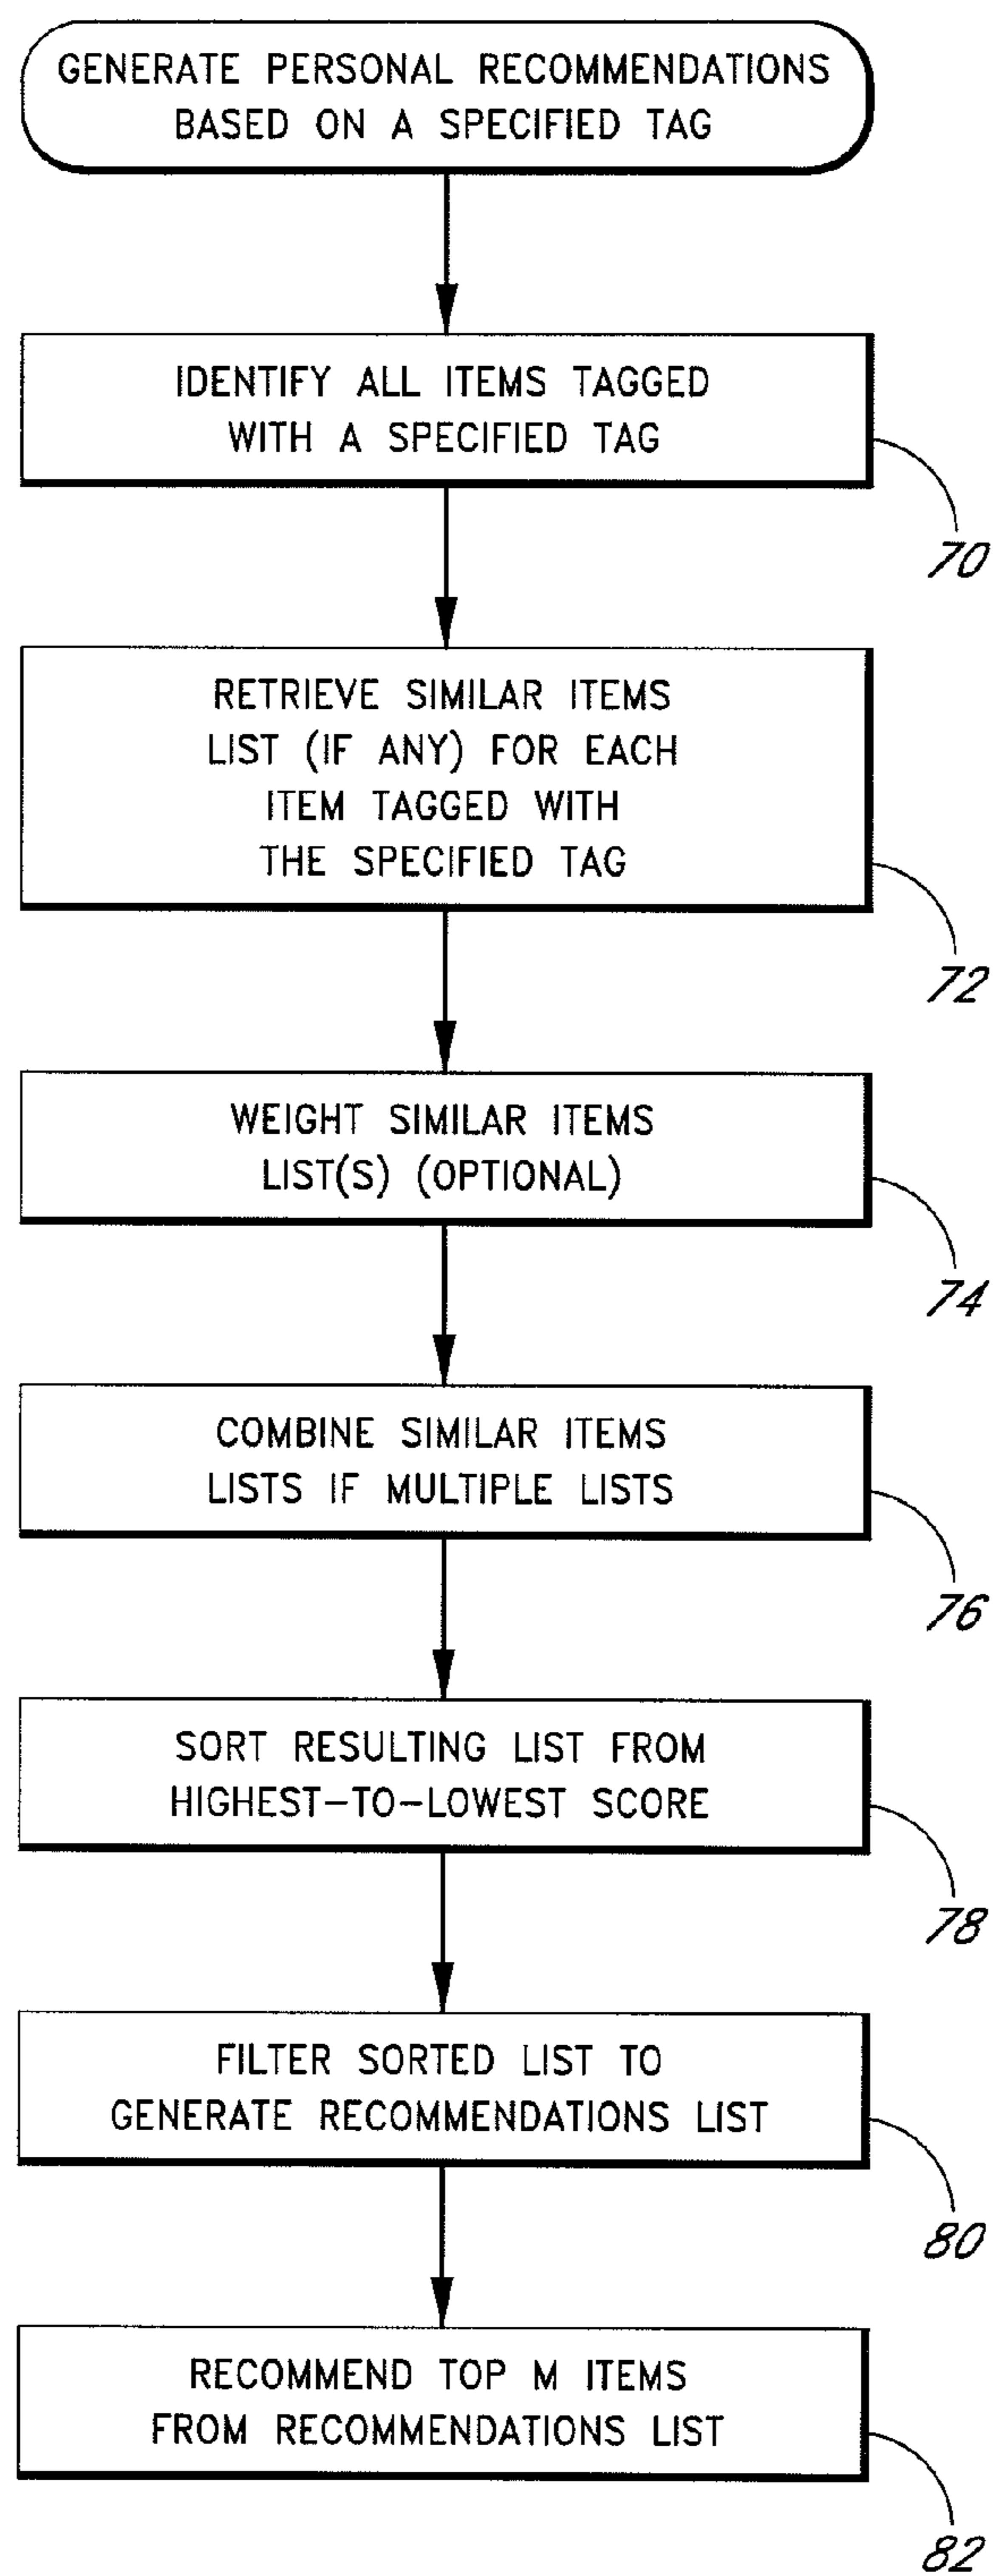 GENERATE PERSONAL RECOMMENDATIONS
BASED ON A SPECIFIED TAG
IDENTIFY ALL ITEMS TAGGED
WITH A SPECIFIED TAG
70
RETRIEVE SIMILAR ITEMS
LIST (IF ANY) FOR EACH
ITEM TAGGED WITH
THE SPECIFIED TAG
72
WEIGHT SIMILAR ITEMS
LIST(S) (OPTIONAL)
74
COMBINE SIMILAR ITEMS
LISTS IF MULTIPLE LISTS
76
SORT RESULTING LIST FROM
HIGHEST-TO-LOWEST SCORE
78
FILTER SORTED LIST TO
GENERATE RECOMMENDATIONS LIST
80
RECOMMEND TOP M ITEMS
FROM RECOMMENDATIONS LIST
82